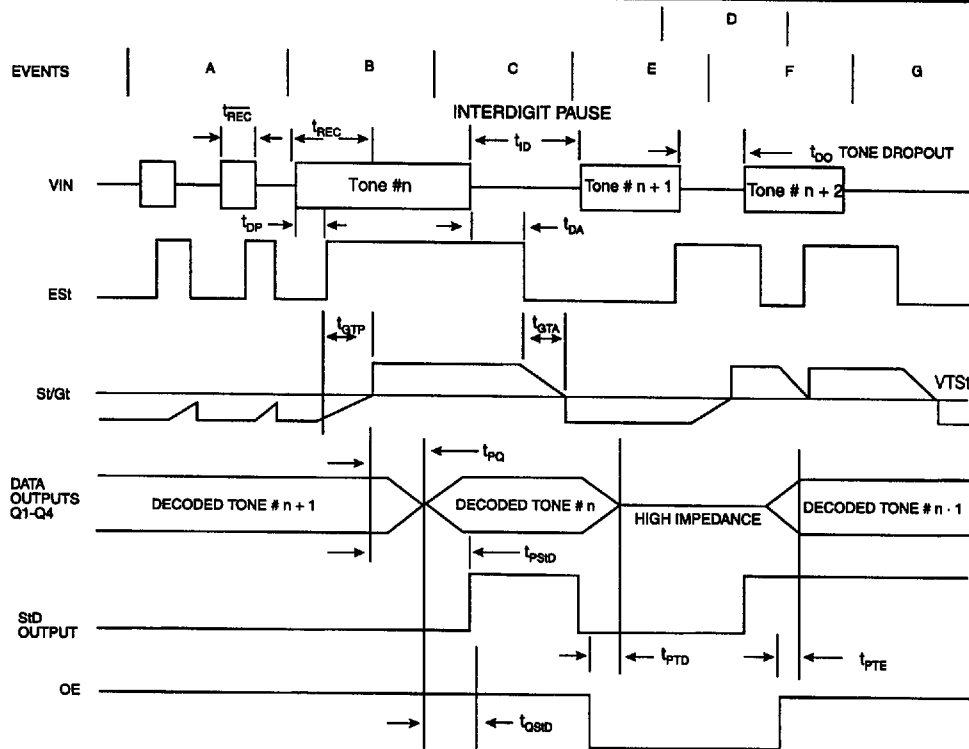 D
EVENTS A B C E F G
INTERDIGIT PAUSE
tREC tREC tID tDO TONE DROPOUT
VIN Tone #n Tone # n + 1 Tone # n + 2
tDP tDA
ESt
tGTP tGTA
St/Gt VTSt
tPQ
DATA
OUTPUTS
Q1-Q4
DECODED TONE # n + 1 DECODED TONE # n HIGH IMPEDANCE DECODED TONE # n · 1
tPStD
StD
OUTPUT
tPTD tPTE
OE
tQStD